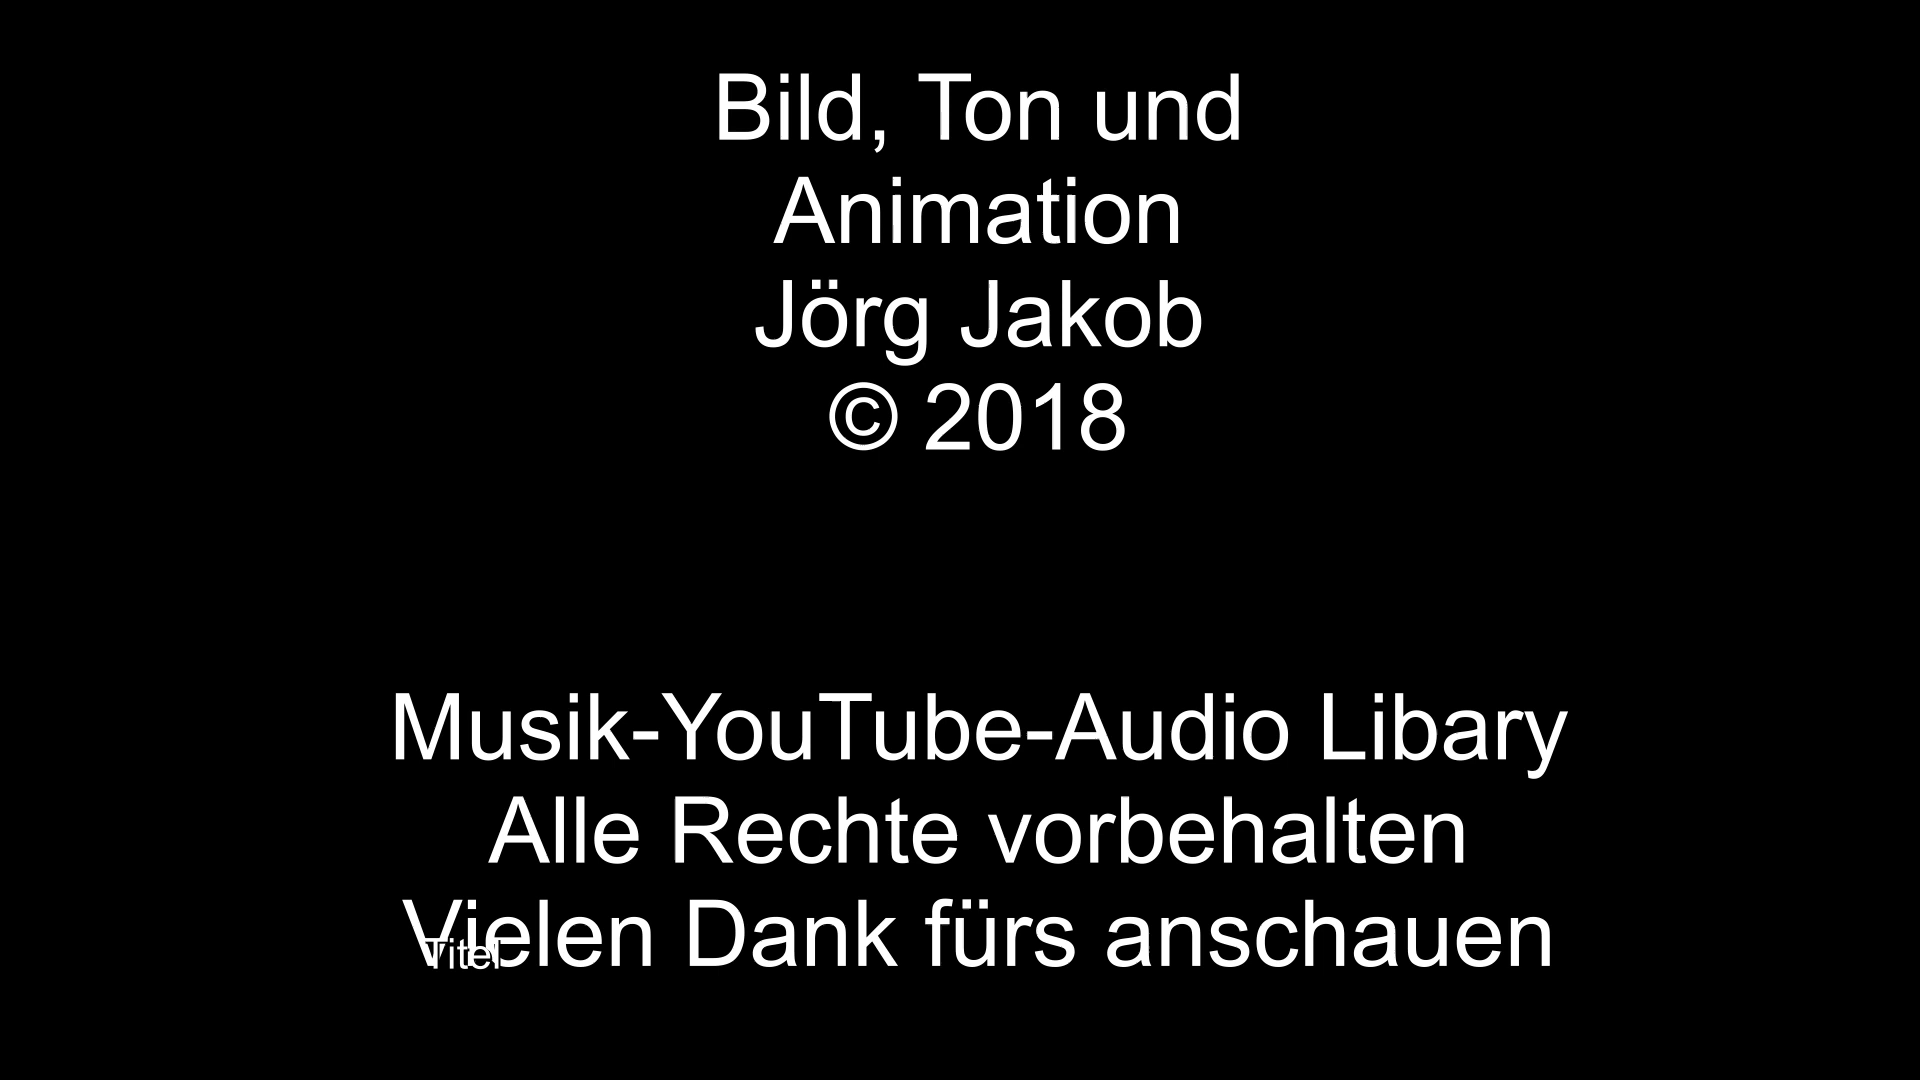 Bild, Ton und
Animation
Jörg Jakob
© 2018
Musik-YouTube-Audio Libary
Alle Rechte vorbehalten
Vielen Dank fürs anschauen
Titel